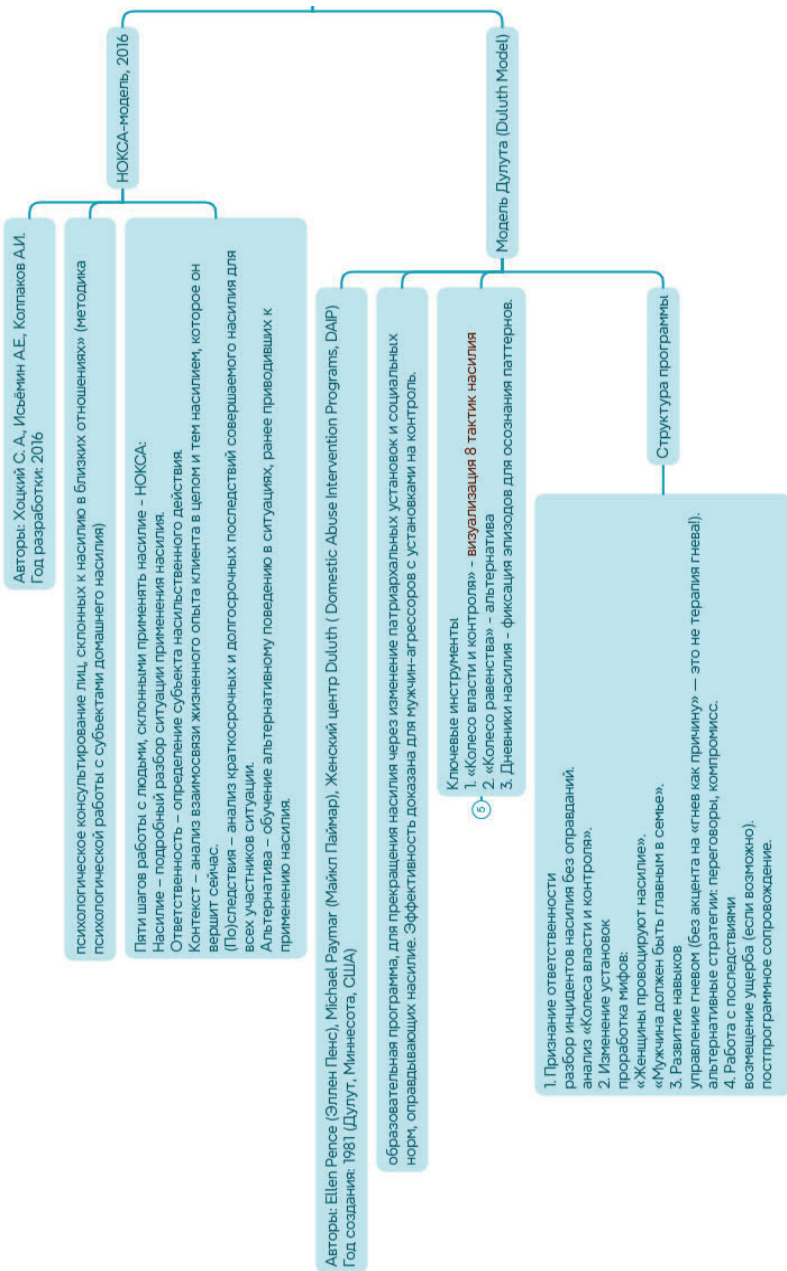 НОКСА-модель, 2016
Авторы: Хоцкий С. А., Исьёмин А.Е., Колпаков А.И.
Год разработки: 2016
психологическое консультирование лиц, склонных к насилию в близких отношениях» (методика
психологической работы с субъектами домашнего насилия)
Пяти шагов работы с людьми, склонными применять насилие - НОКСА:
Насилие – подробный разбор ситуации применения насилия.
Ответственность – определение субъекта насильственного действия.
Контекст – анализ взаимосвязи жизненного опыта клиента в целом и тем насилием, которое он
вершит сейчас.
(По)следствия – анализ краткосрочных и долгосрочных последствий совершаемого насилия для
всех участников ситуации.
Альтернатива – обучение альтернативному поведению в ситуациях, ранее приводивших к
применению насилия.
Модель Дулута (Duluth Model)
Авторы: Ellen Pence (Эллен Пенс), Michael Paymar (Майкл Паймар), Женский центр Duluth ( Domestic Abuse Intervention Programs, DAIP)
Год создания: 1981 (Дулут, Миннесота, США)
образовательная программа, для прекращения насилия через изменение патриархальных установок и социальных
норм, оправдывающих насилие. Эффективность доказана для мужчин-агрессоров с установками на контроль.
Ключевые инструменты
1. «Колесо власти и контроля» - визуализация 8 тактик насилия
2. «Колесо равенства» - альтернатива
3. Дневники насилия - фиксация эпизодов для осознания паттернов.
5
Структура программы
1. Признание ответственности
разбор инцидентов насилия без оправданий.
анализ «Колеса власти и контроля».
2. Изменение установок
проработка мифов:
«Женщины провоцируют насилие».
«Мужчина должен быть главным в семье».
3. Развитие навыков
управление гневом (без акцента на «гнев как причину» — это не терапия гнева!).
альтернативные стратегии: переговоры, компромисс.
4. Работа с последствиями
возмещение ущерба (если возможно).
постпрограммное сопровождение.